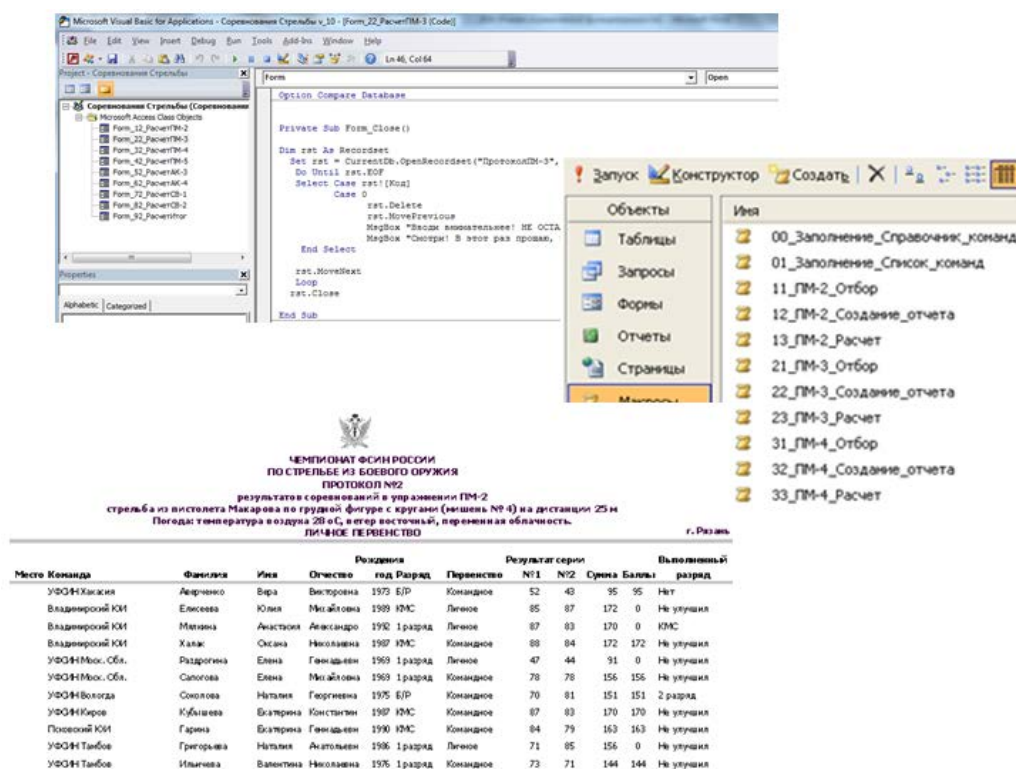 Microsoft Visual Basic for Applications - Соревнования Стрельбы v_10 - [Form_22_РасчетПМ-3 (Code)]
File Edit View Insert Debug Run Tools Add-Ins Window Help
Ln 46, Col 64
Project - Соревнования Стрельбы
Соревнования Стрельбы (Соревнования
Microsoft Access Class Objects
Form_12_РасчетПМ-2
Form_22_РасчетПМ-3
Form_32_РасчетПМ-4
Form_42_РасчетПМ-5
Form_52_РасчетАК-3
Form_62_РасчетАК-4
Form_72_РасчетСВ-1
Form_82_РасчетСВ-2
Form_92_РасчетИтог
Properties
Alphabetic Categorized
Form
Open
Option Compare Database
Private Sub Form_Close()
Dim rst As Recordset
Set rst = CurrentDb.OpenRecordset("ПротоколПМ-3",
Do Until rst.EOF
Select Case rst![Код]
Case 0
rst.Delete
rst.MovePrevious
MsgBox "Вводи внимательнее! НЕ ОСТА
MsgBox "Смотри! В этот раз прощаю,
End Select
rst.MoveNext
Loop
rst.Close
End Sub
Запуск Конструктор Создать
Объекты
Таблицы
Запросы
Формы
Отчеты
Страницы
Макросы
Имя
00_Заполнение_Справочник_команд
01_Заполнение_Список_команд
11_ПМ-2_Отбор
12_ПМ-2_Создание_отчета
13_ПМ-2_Расчет
21_ПМ-3_Отбор
22_ПМ-3_Создание_отчета
23_ПМ-3_Расчет
31_ПМ-4_Отбор
32_ПМ-4_Создание_отчета
33_ПМ-4_Расчет
ЧЕМПИОНАТ ФСИН РОССИИ
ПО СТРЕЛЬБЕ ИЗ БОЕВОГО ОРУЖИЯ
ПРОТОКОЛ №2
результатов соревнований в упражнении ПМ-2
стрельба из пистолета Макарова по грудной фигуре с кругами (мишень № 4) на дистанции 25 м
Погода: температура воздуха 28 оС, ветер восточный, переменная облачность.
ЛИЧНОЕ ПЕРВЕНСТВО
г. Рязань
Рождения Результат серии Выполненный
Место Команда Фамилия Имя Отчество год Разряд Первенство №1 №2 Сумма Баллы разряд
УФСИН Хакасия Аверченко Вера Викторовна 1973 Б/Р Командное 52 43 95 95 Нет
Владимирский ЮИ Елисеева Юлия Михайловна 1989 КМС Личное 85 87 172 0 Не улучшил
Владимирский ЮИ Мялкина Анастасия Александро 1992 1 разряд Личное 87 83 170 0 КМС
Владимирский ЮИ Халак Оксана Николаевна 1987 КМС Командное 88 84 172 172 Не улучшил
УФСИН Моск. Обл. Раздрогина Елена Геннадьевн 1969 1 разряд Личное 47 44 91 0 Не улучшил
УФСИН Моск. Обл. Сапогова Елена Михайловна 1969 1 разряд Командное 78 78 156 156 Не улучшил
УФСИН Вологда Соколова Наталия Георгиевна 1975 Б/Р Командное 70 81 151 151 2 разряд
УФСИН Киров Кубышева Екатерина Константин 1987 КМС Командное 87 83 170 170 Не улучшил
Псковский ЮИ Гарина Екатерина Геннадьевн 1990 КМС Командное 84 79 163 163 Не улучшил
УФСИН Тамбов Григорьева Наталия Анатольевн 1986 1 разряд Личное 71 85 156 0 Не улучшил
УФСИН Тамбов Ильичева Валентина Николаевна 1976 1 разряд Командное 73 71 144 144 Не улучшил